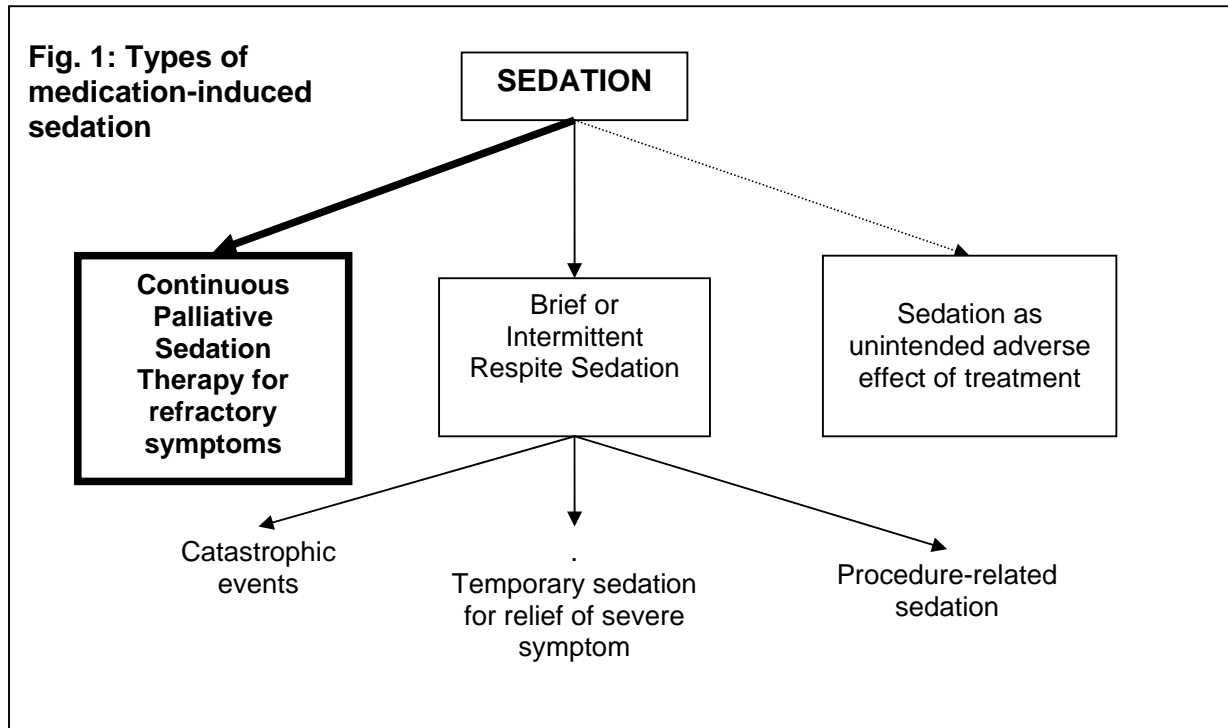 Fig. 1: Types of
medication-induced
sedation
SEDATION
Continuous
Palliative
Sedation
Therapy for
refractory
symptoms
Brief or
Intermittent
Respite Sedation
Sedation as
unintended adverse
effect of treatment
Catastrophic
events
.
Temporary sedation
for relief of severe
symptom
Procedure-related
sedation